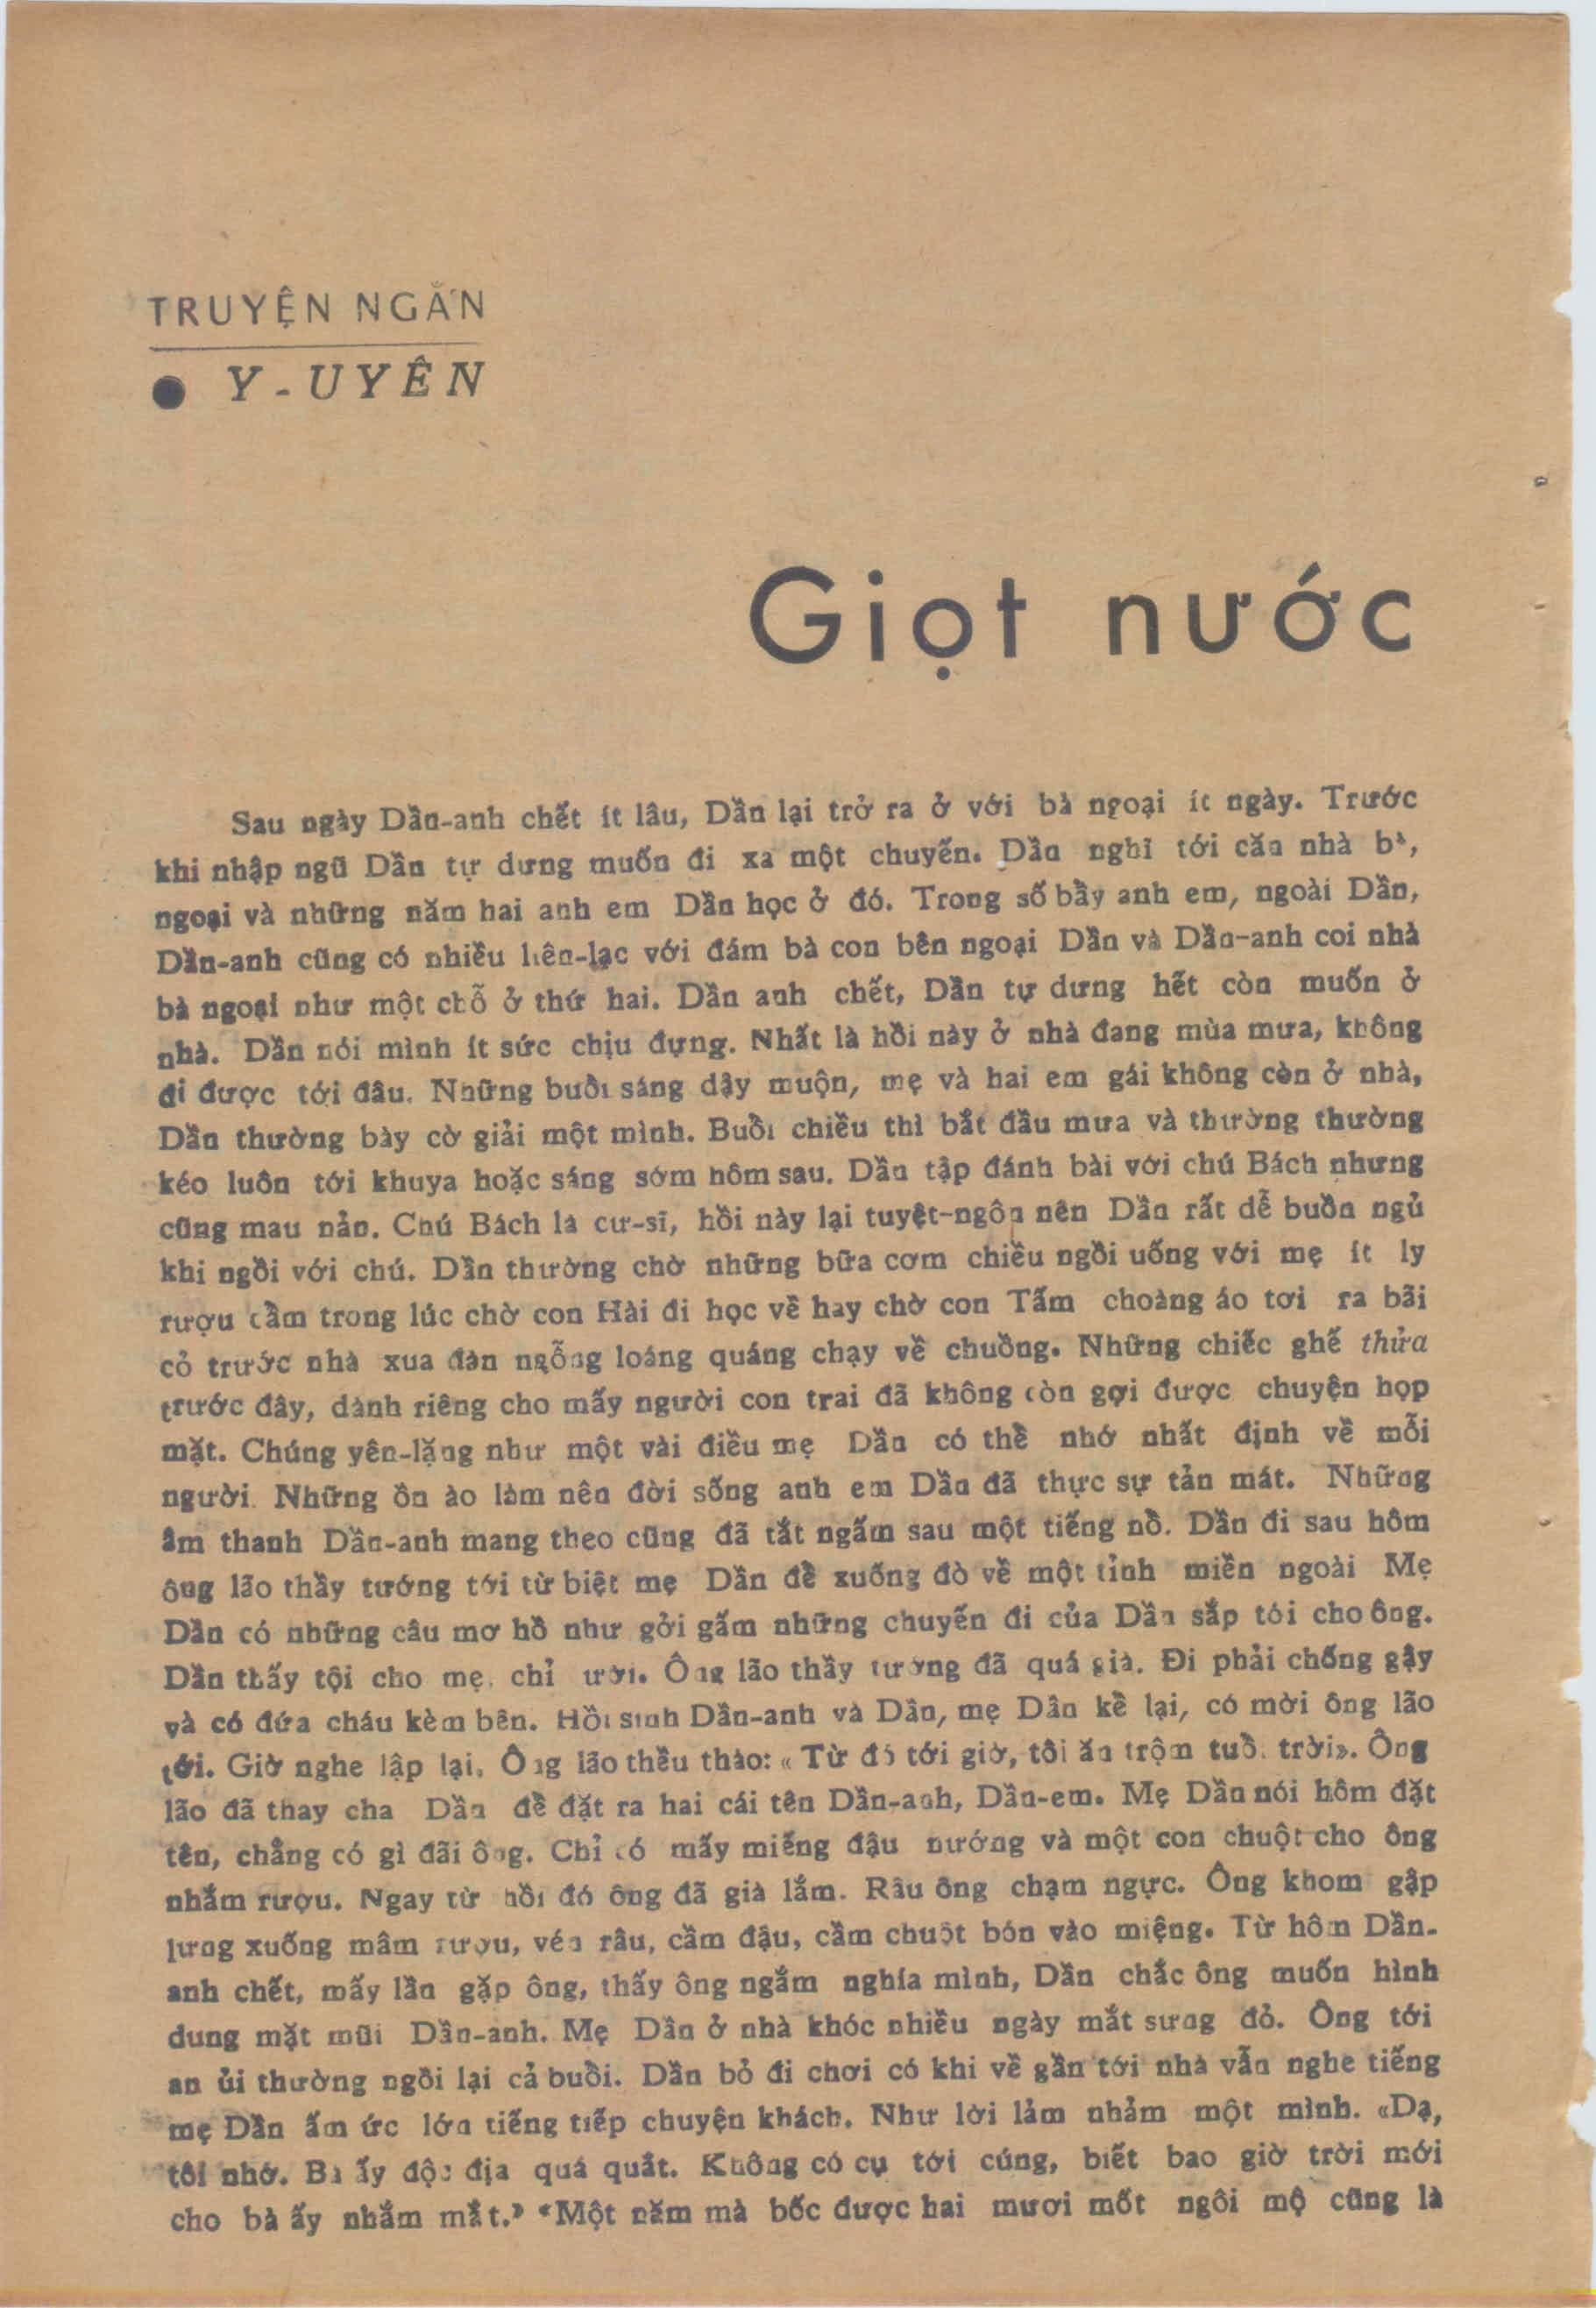 TRUYỆN NGẮN
● Y-UYÊN
Giọt nước
Sau ngày Dần-anh chết ít lâu, Dần lại trở ra ở với bà ngoại ít ngày. Trước
khi nhập ngũ Dần tự dưng muốn đi xa một chuyến. Dần nghĩ tới căn nhà bà,
ngoại và những năm hai anh em Dần học ở đó. Trong số bầy anh em, ngoài Dần,
Dần-anh cũng có nhiều liên-lạc với đám bà con bên ngoại Dần và Dần-anh coi nhà
bà ngoại như một chỗ ở thứ hai. Dần anh chết, Dần tự dưng hết còn muốn ở
nhà. Dần nói mình ít sức chịu đựng. Nhất là hồi này ở nhà đang mùa mưa, không
đi được tới đâu. Những buổi sáng dậy muộn, mẹ và hai em gái không còn ở nhà,
Dần thường bày cờ giải một mình. Buổi chiều thì bắt đầu mưa và thường thường
kéo luôn tới khuya hoặc sáng sớm hôm sau. Dần tập đánh bài với chú Bách nhưng
cũng mau nản. Chú Bách là cư-sĩ, hồi này lại tuyệt-ngôn nên Dần rất dễ buồn ngủ
khi ngồi với chú. Dần thường chờ những bữa cơm chiều ngồi uống với mẹ ít ly
rượu cầm trong lúc chờ con Hài đi học về hay chờ con Tấm choàng áo tơi ra bãi
cỏ trước nhà xua đàn ngỗng loáng quáng chạy về chuồng. Những chiếc ghế thửa
trước đây, dành riêng cho mấy người con trai đã không còn gợi được chuyện họp
mặt. Chúng yên-lặng như một vài điều mẹ Dần có thể nhớ nhất định về mỗi
người. Những ồn ào làm nên đời sống anh em Dần đã thực sự tản mát. Những
âm thanh Dần-anh mang theo cũng đã tắt ngấm sau một tiếng nổ. Dần đi sau hôm
ông lão thầy tướng tới từ biệt mẹ Dần để xuống đò về một tỉnh miền ngoài Mẹ
Dần có những câu mơ hồ như gởi gấm những chuyến đi của Dần sắp tới cho ông.
Dần thấy tội cho mẹ, chỉ cười. Ông lão thầy tướng đã quá già. Đi phải chống gậy
và có đứa cháu kèm bên. Hồi sinh Dần-anh và Dần, mẹ Dần kể lại, có mời ông lão
tới. Giờ nghe lập lại, Ông lão thều thào: « Từ đó tới giờ, tôi ăn trộm tuổi trời». Ông
lão đã thay cha Dần để đặt ra hai cái tên Dần-anh, Dần-em. Mẹ Dần nói hôm đặt
tên, chẳng có gì đãi ông. Chỉ có mấy miếng đậu nướng và một con chuột cho ông
nhắm rượu. Ngay từ hồi đó ông đã già lắm. Râu ông chạm ngực. Ông khom gập
lưng xuống mâm rượu, vén râu, cầm đậu, cầm chuột bón vào miệng. Từ hôm Dần-
anh chết, mấy lần gặp ông, thấy ông ngắm nghía mình, Dần chắc ông muốn hình
dung mặt mũi Dần-anh. Mẹ Dần ở nhà khóc nhiều ngày mắt sưng đỏ. Ông tới
an ủi thường ngồi lại cả buổi. Dần bỏ đi chơi có khi về gần tới nhà vẫn nghe tiếng
mẹ Dần ấm ức lớn tiếng tiếp chuyện khách. Như lời lảm nhảm một mình. «Dạ,
tôi nhớ. Bà ấy độc địa quá quắt. Không có cụ tới cúng, biết bao giờ trời mới
cho bà ấy nhắm mắt.» «Một năm mà bốc được hai mươi mốt ngôi mộ cũng là